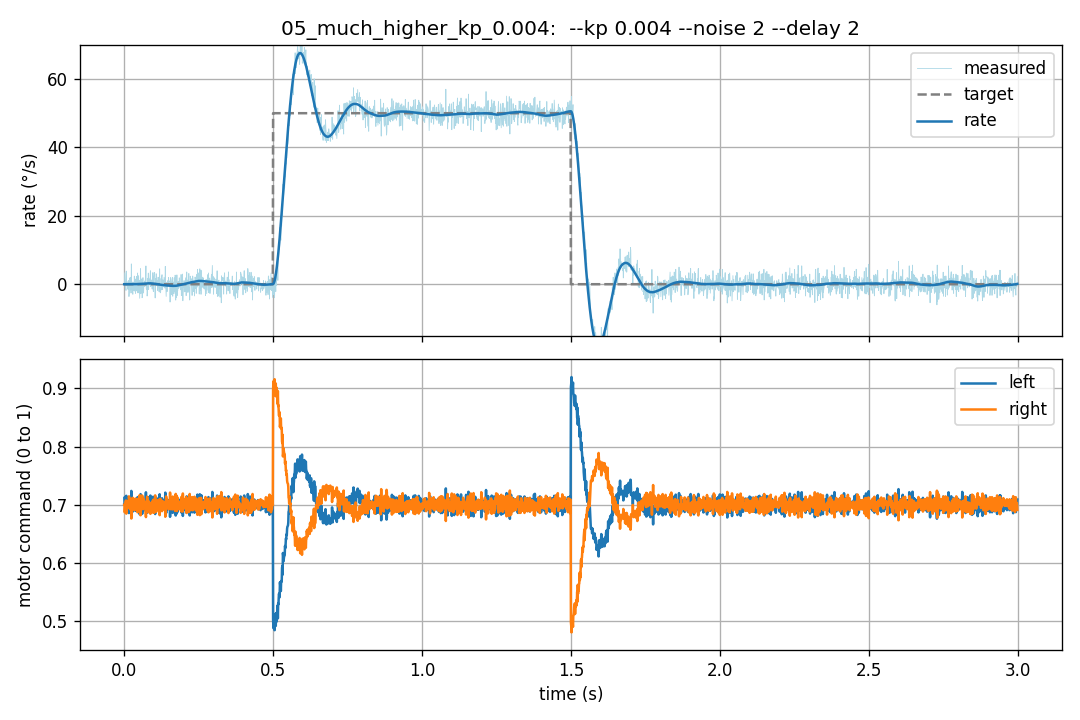 05_much_higher_kp_0.004:  --kp 0.004 --noise 2 --delay 2
measured
target
rate
60
40
20
0
rate (°/s)
left
right
0.9
0.8
0.7
0.6
0.5
motor command (0 to 1)
0.0 0.5 1.0 1.5 2.0 2.5 3.0
time (s)